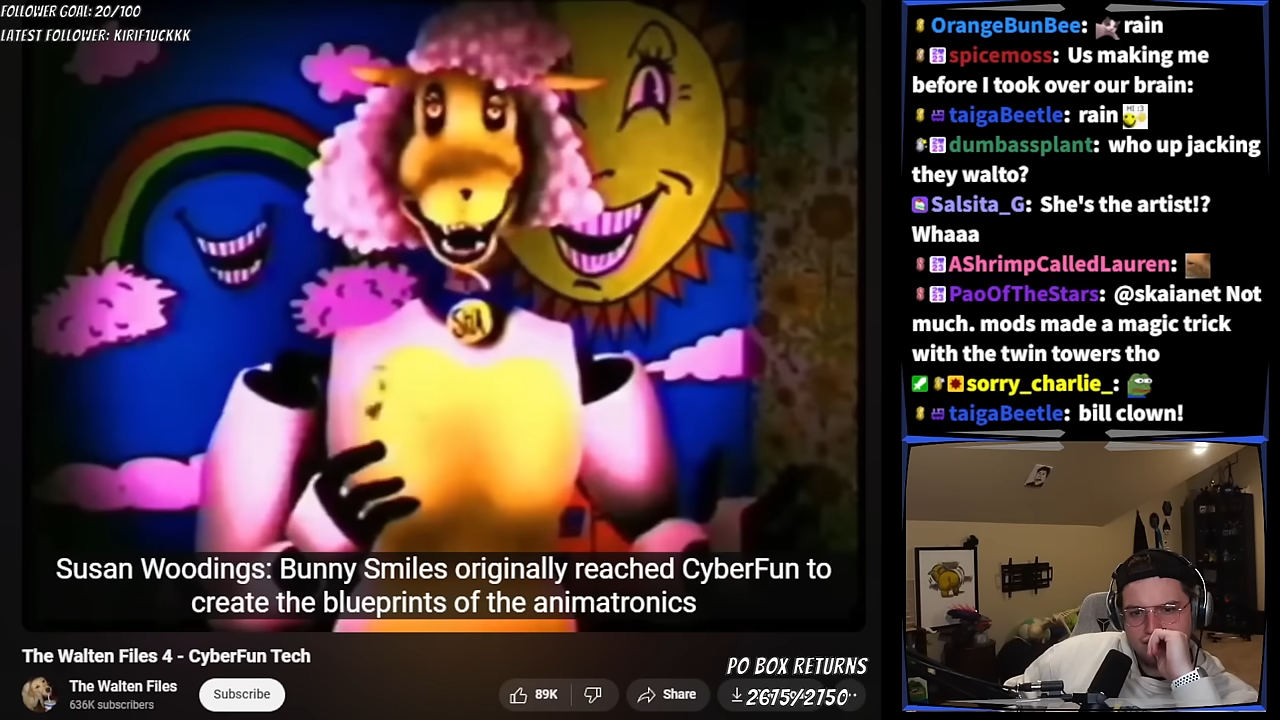 FOLLOWER GOAL: 20/100
LATEST FOLLOWER: KIRIF1UCKKK
SHA
Susan Woodings: Bunny Smiles originally reached CyberFun to
create the blueprints of the animatronics
The Walten Files 4 - CyberFun Tech
The Walten Files
636K subscribers
Subscribe
89K
Share
PO BOX RETURNS
2675/2750
OrangeBunBee: rain
spicemoss: Us making me
before I took over our brain:
taigaBeetle: rain HI :3
dumbassplant: who up jacking
they walto?
Salsita_G: She's the artist!?
Whaaa
AShrimpCalledLauren:
PaoOfTheStars: @skaianet Not
much. mods made a magic trick
with the twin towers tho
sorry_charlie_:
taigaBeetle: bill clown!